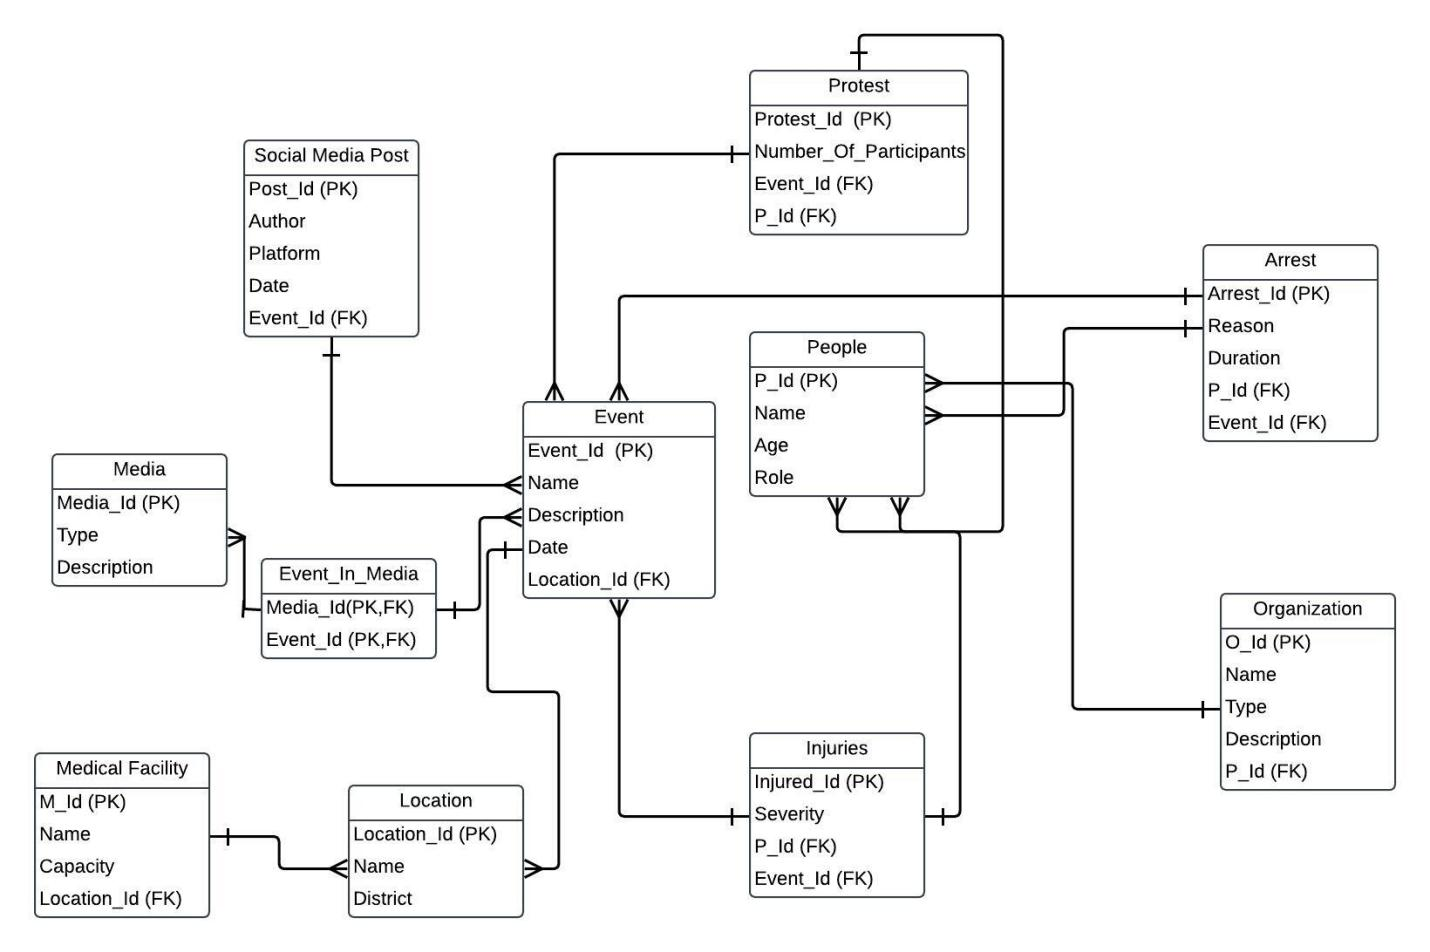 Protest
Protest_Id  (PK)
Number_Of_Participants
Event_Id (FK)
P_Id (FK)
Social Media Post
Post_Id (PK)
Author
Platform
Date
Event_Id (FK)
Arrest
Arrest_Id (PK)
Reason
Duration
P_Id (FK)
Event_Id (FK)
People
P_Id (PK)
Name
Age
Role
Event
Event_Id  (PK)
Name
Description
Date
Location_Id (FK)
Media
Media_Id (PK)
Type
Description
Event_In_Media
Media_Id(PK,FK)
Event_Id (PK,FK)
Organization
O_Id (PK)
Name
Type
Description
P_Id (FK)
Medical Facility
M_Id (PK)
Name
Capacity
Location_Id (FK)
Location
Location_Id (PK)
Name
District
Injuries
Injured_Id (PK)
Severity
P_Id (FK)
Event_Id (FK)